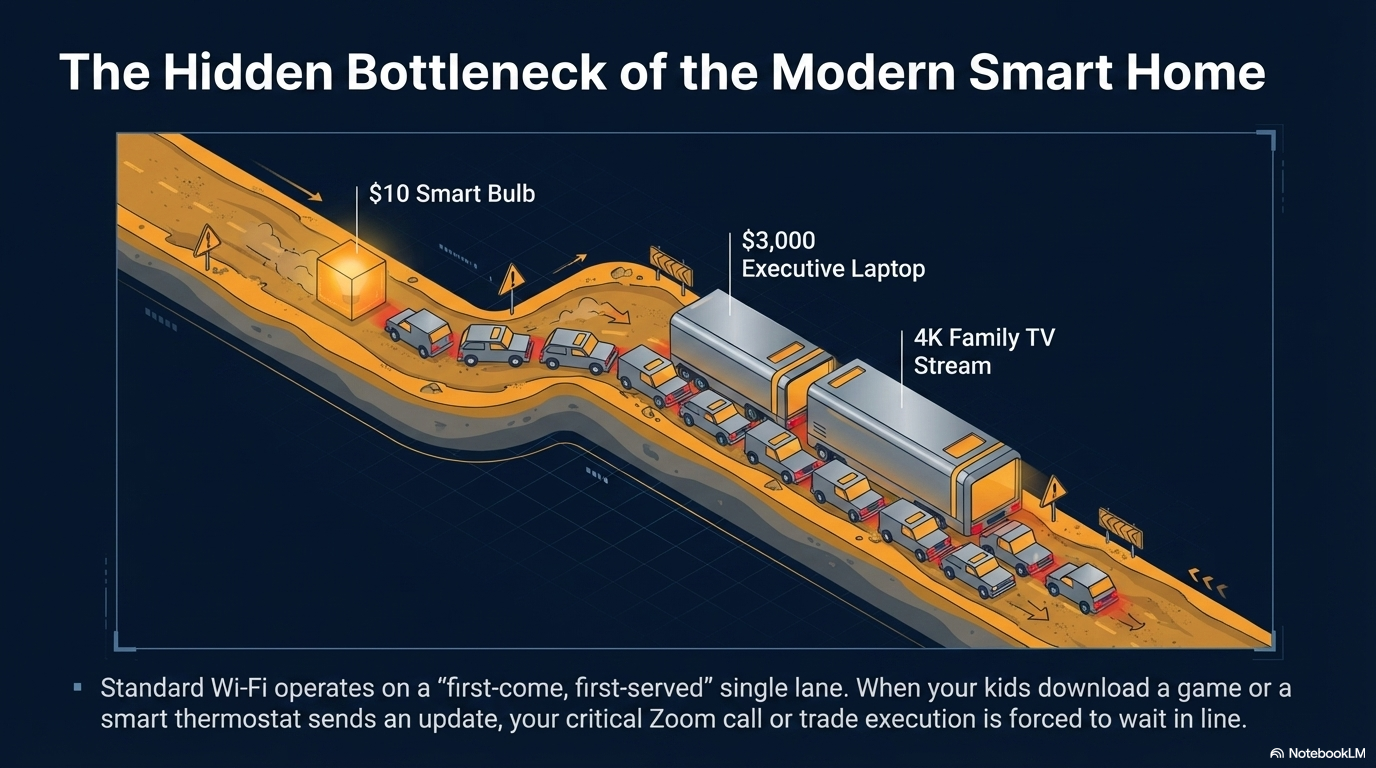 The Hidden Bottleneck of the Modern Smart Home
$10 Smart Bulb
$3,000
Executive Laptop
4K Family TV
Stream
▪ Standard Wi-Fi operates on a “first-come, first-served” single lane. When your kids download a game or a
smart thermostat sends an update, your critical Zoom call or trade execution is forced to wait in line.
NotebookLM